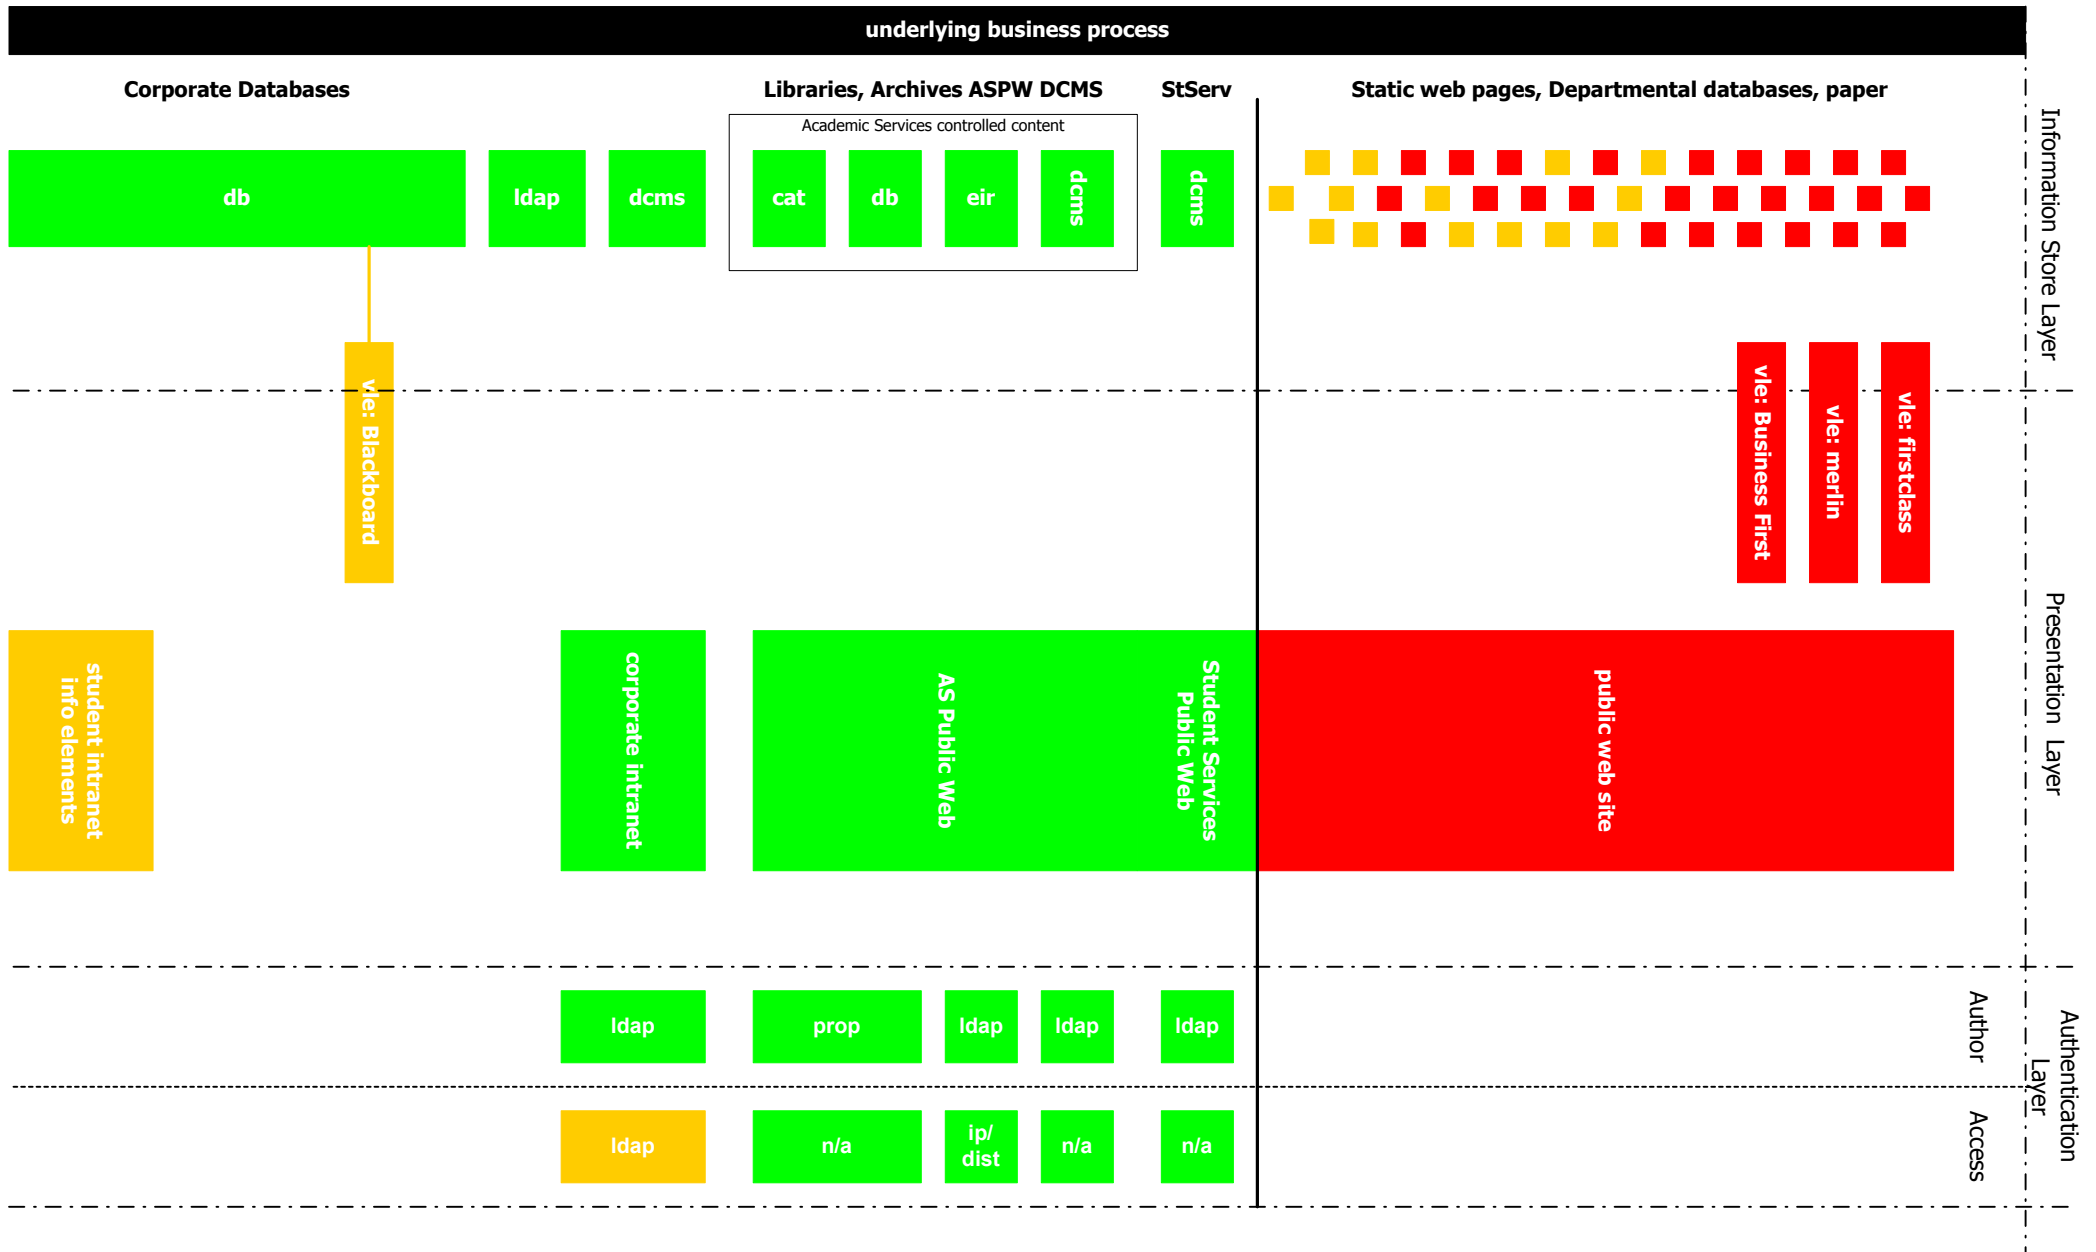 underlying business process
Corporate Databases
Libraries, Archives ASPW DCMS
StServ
Static web pages, Departmental databases, paper
Academic Services controlled content
db
ldap
dcms
cat
db
eir
dcms
dcms
Information Store Layer
vle: Blackboard
vle: Business First
vle: merlin
vle: firstclass
student intranet
info elements
corporate intranet
AS Public Web
Student Services
Public Web
public web site
Presentation Layer
ldap
prop
ldap
ldap
ldap
Author
Authentication
Layer
ldap
n/a
ip/
dist
n/a
n/a
Access